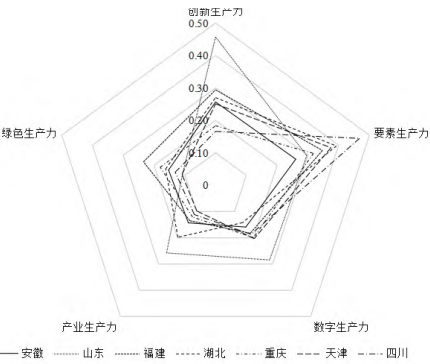 创新生产力
0.50
0.40
0.30
0.20
0.10
0
绿色生产力
要素生产力
产业生产力
数字生产力
安徽 山东 福建 湖北 重庆 天津 四川